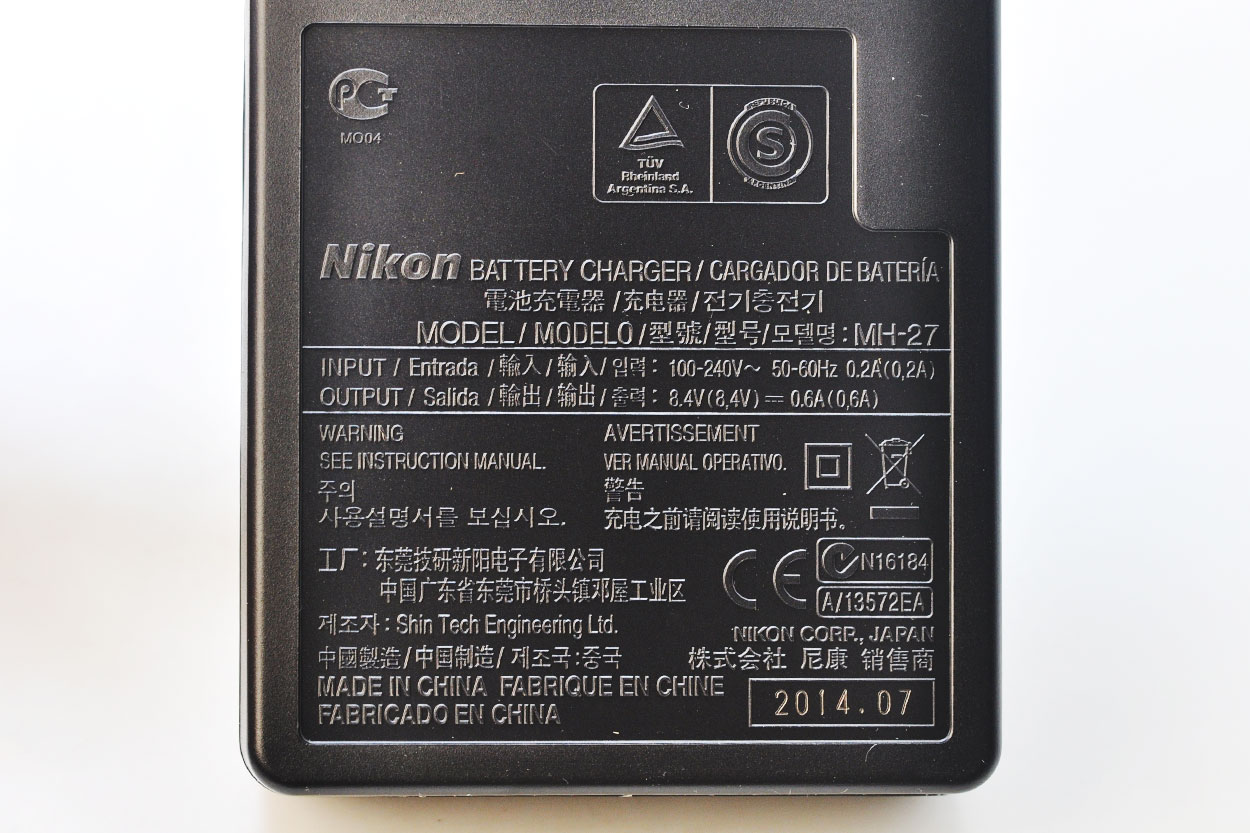 PCT
MO04
TÜV
Rheinland
Argentina S.A.
REPUBLICA
S
ARGENTINA
Nikon BATTERY CHARGER / CARGADOR DE BATERÍA
電池充電器 /充电器/전기충전기
MODEL / MODELO /型號/型号/모델명 : MH-27
INPUT / Entrada /輸入/输入/입력: 100-240V~ 50-60Hz 0.2A(0,2A)
OUTPUT / Salida /輸出/输出/출력: 8.4V(8,4V)⎓ 0.6A(0,6A)
WARNING
SEE INSTRUCTION MANUAL.
주의
사용설명서를 보십시오.
AVERTISSEMENT
VER MANUAL OPERATIVO.
警告
充电之前请阅读使用说明书。
工厂: 东莞技研新阳电子有限公司
中国广东省东莞市桥头镇邓屋工业区
제조자: Shin Tech Engineering Ltd.
中國製造/中国制造/ 제조국:중국
MADE IN CHINA FABRIQUE EN CHINE
FABRICADO EN CHINA
CE
N16184
A/13572EA
NIKON CORP., JAPAN
株式会社 尼康 销售商
2014.07